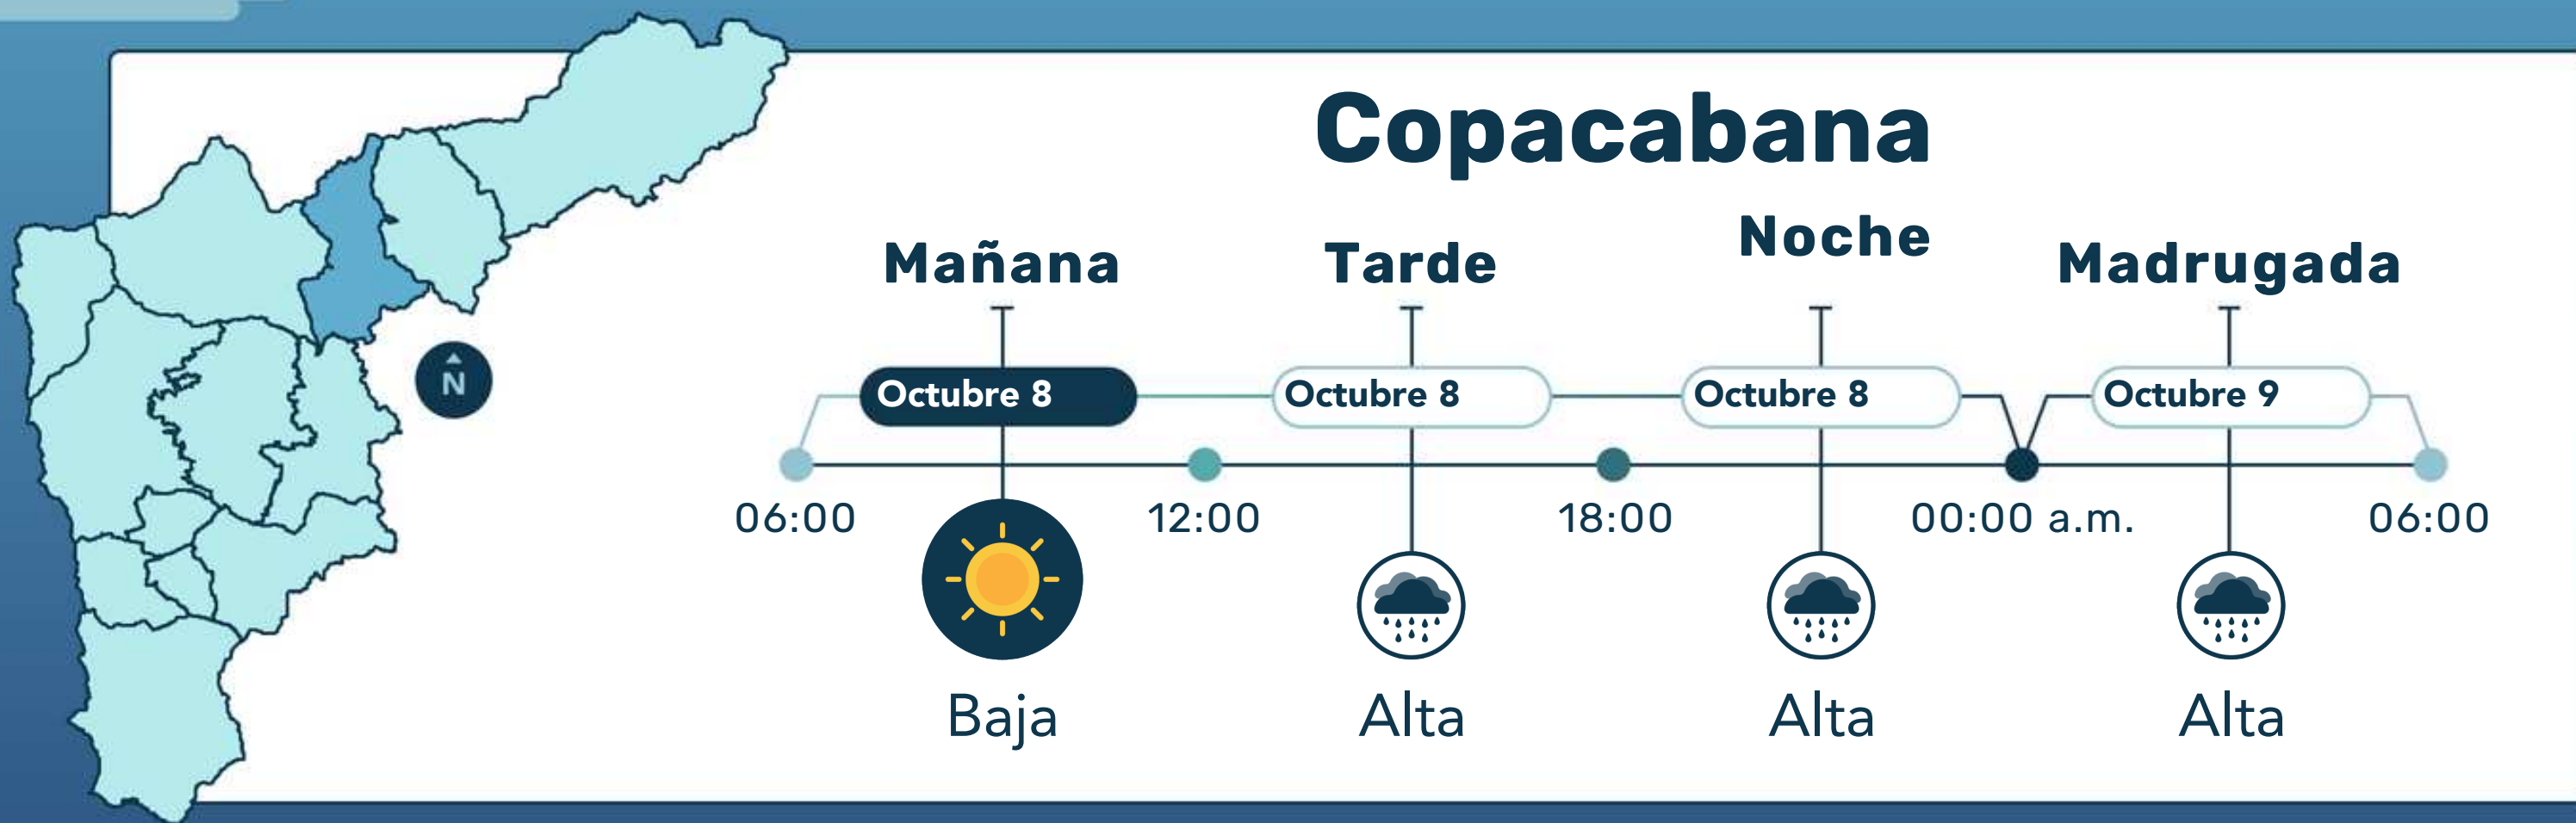 Copacabana
Mañana
Tarde
Noche
Madrugada
Octubre 8
Octubre 8
Octubre 8
Octubre 9
N
06:00
12:00
18:00
00:00 a.m.
06:00
Baja
Alta
Alta
Alta